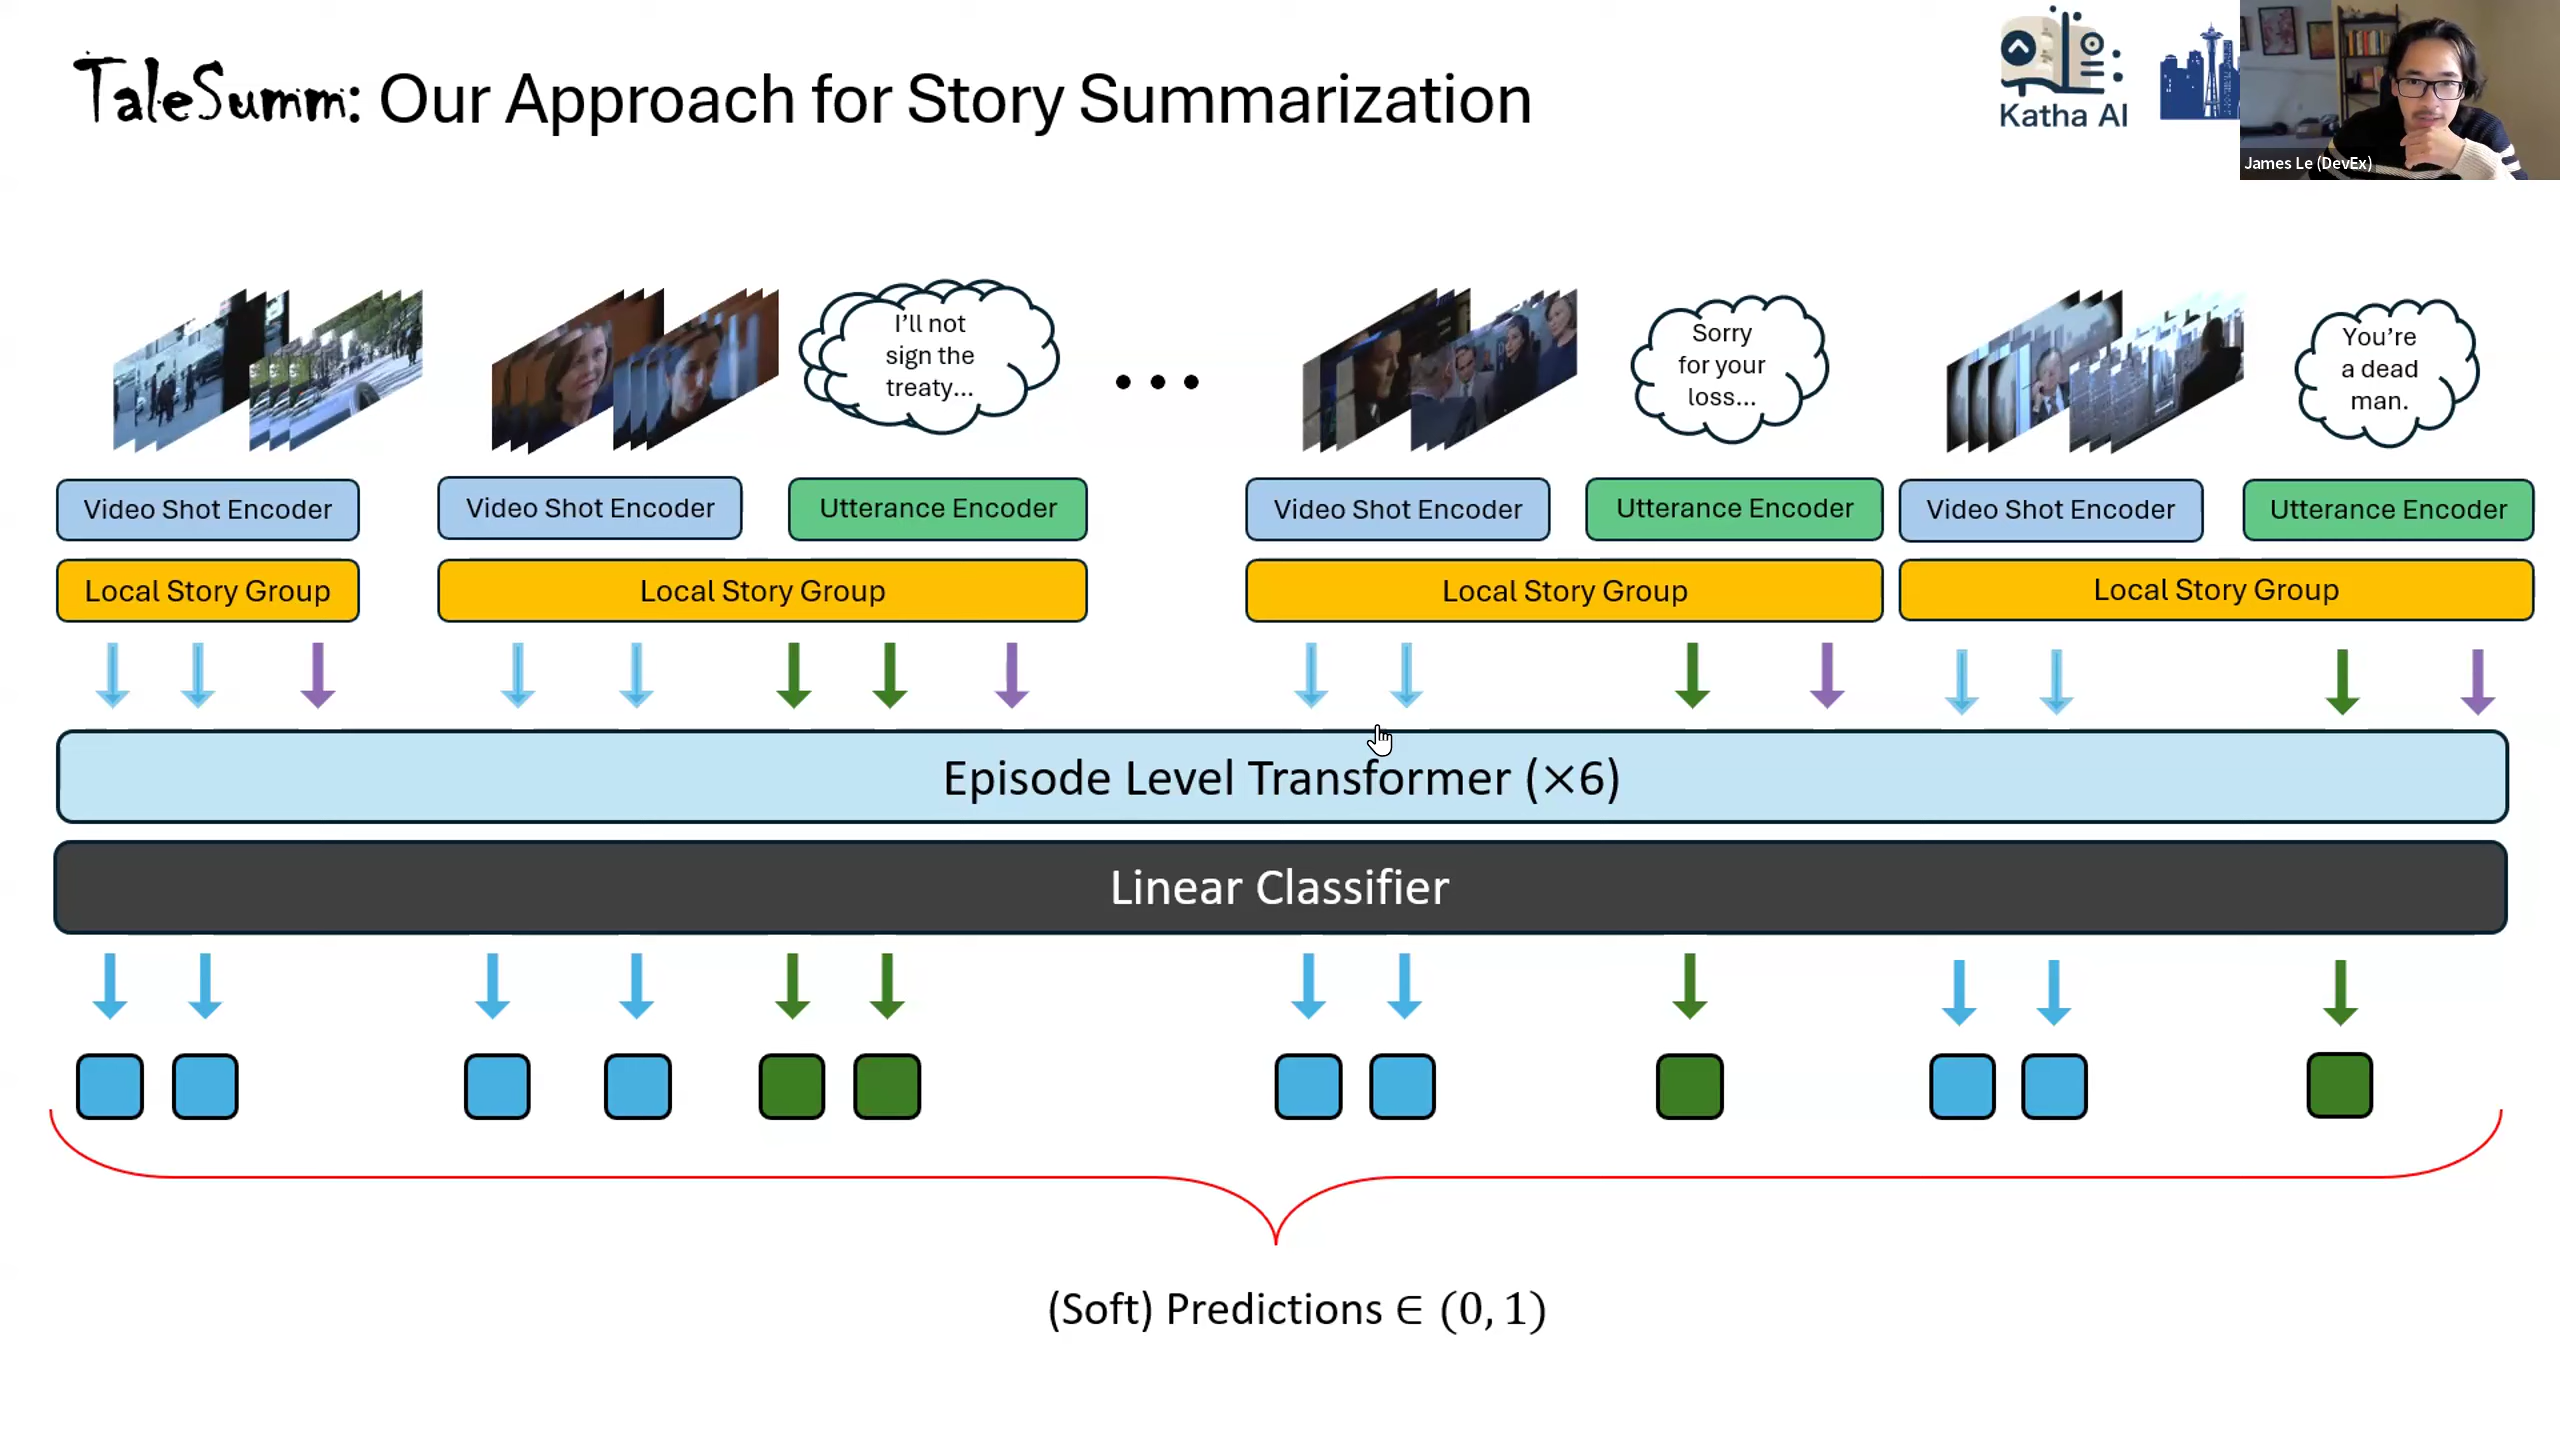 TaleSumm: Our Approach for Story Summarization
Katha AI
James Le (DevEx)
I'll not
sign the
treaty...
Sorry
for your
loss...
You're
a dead
man.
Video Shot Encoder
Video Shot Encoder
Utterance Encoder
Video Shot Encoder
Utterance Encoder
Video Shot Encoder
Utterance Encoder
Local Story Group
Local Story Group
Local Story Group
Local Story Group
Episode Level Transformer (×6)
Linear Classifier
(Soft) Predictions ∈ (0, 1)